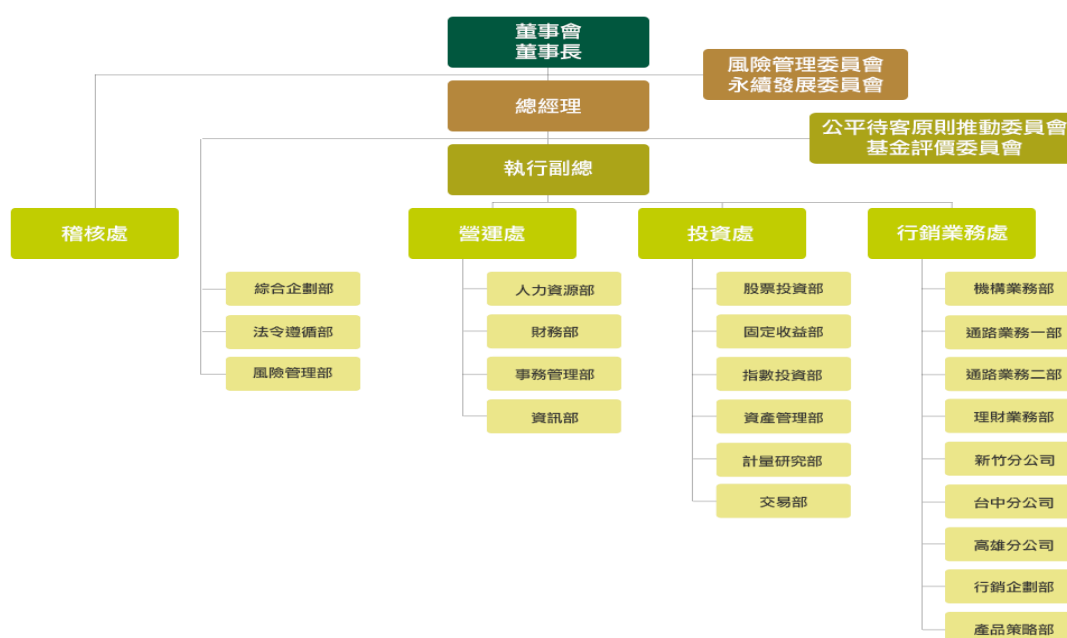 董事會
董事長
風險管理委員會
永續發展委員會
總經理
公平待客原則推動委員會
基金評價委員會
執行副總
稽核處
營運處
投資處
行銷業務處
綜合企劃部
法令遵循部
風險管理部
人力資源部
財務部
事務管理部
資訊部
股票投資部
固定收益部
指數投資部
資產管理部
計量研究部
交易部
機構業務部
通路業務一部
通路業務二部
理財業務部
新竹分公司
台中分公司
高雄分公司
行銷企劃部
產品策略部